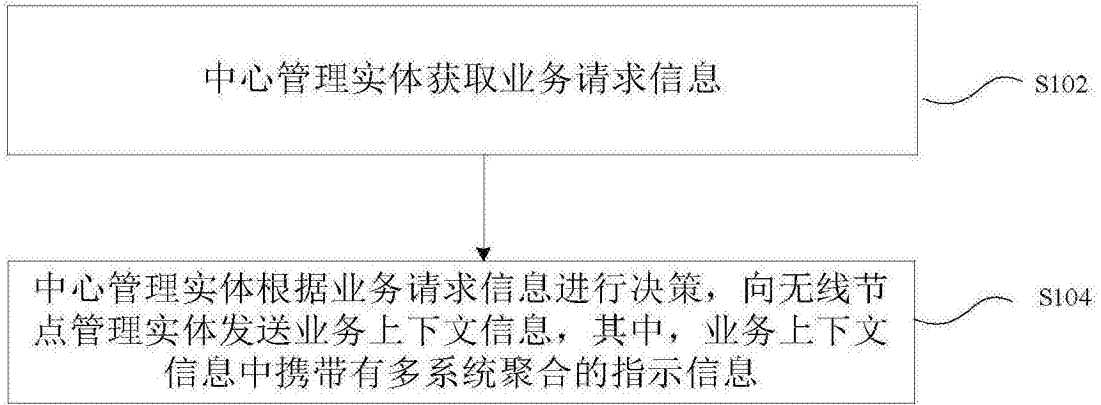 中心管理实体获取业务请求信息
S102
中心管理实体根据业务请求信息进行决策，向无线节
点管理实体发送业务上下文信息，其中，业务上下文
信息中携带有多系统聚合的指示信息
S104